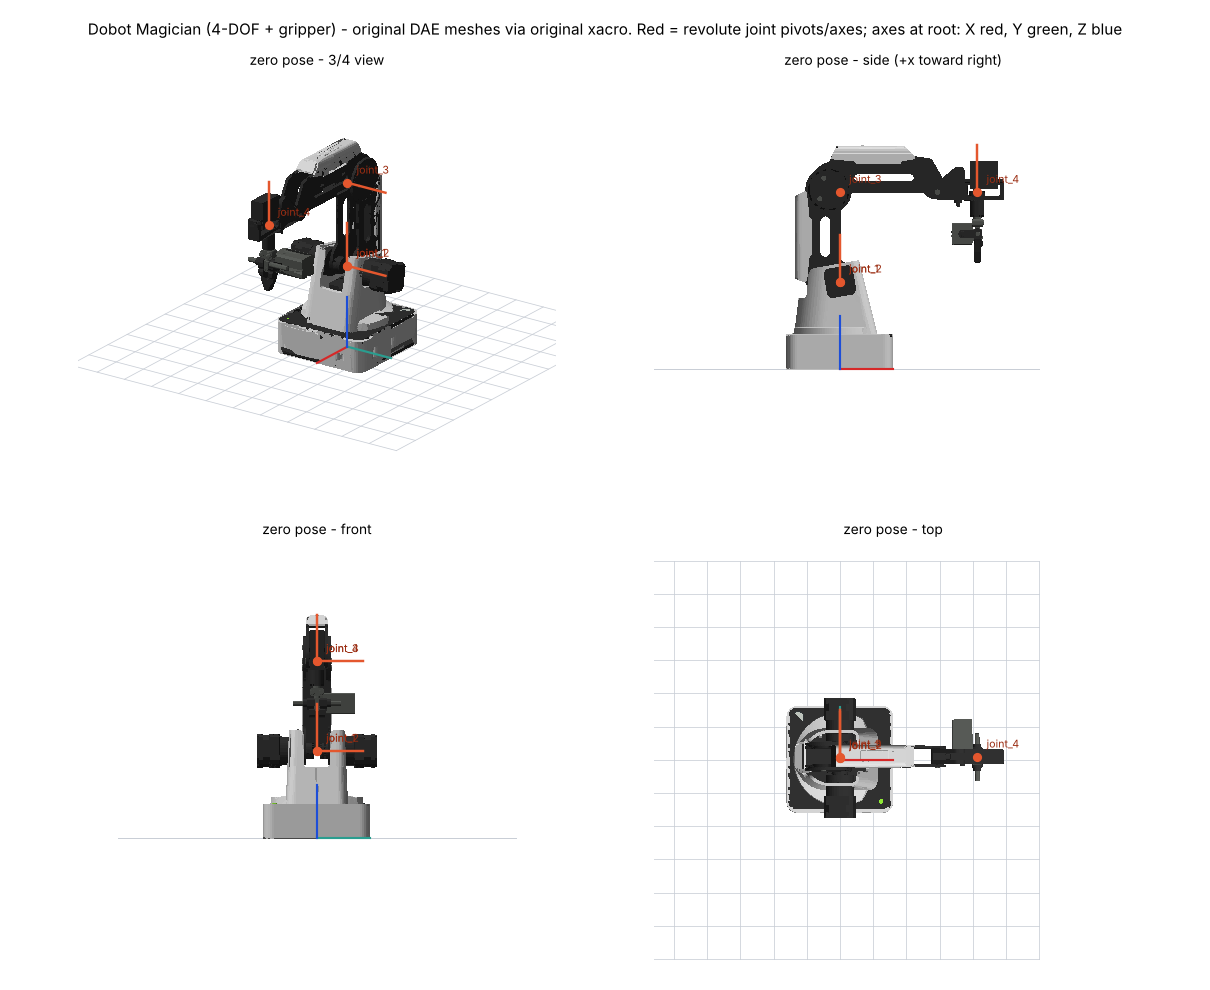 Dobot Magician (4-DOF + gripper) - original DAE meshes via original xacro. Red = revolute joint pivots/axes; axes at root: X red, Y green, Z blue
zero pose - 3/4 view
zero pose - side (+x toward right)
joint_3
joint_4
joint_3
joint_4
zero pose - front
zero pose - top
joint_4